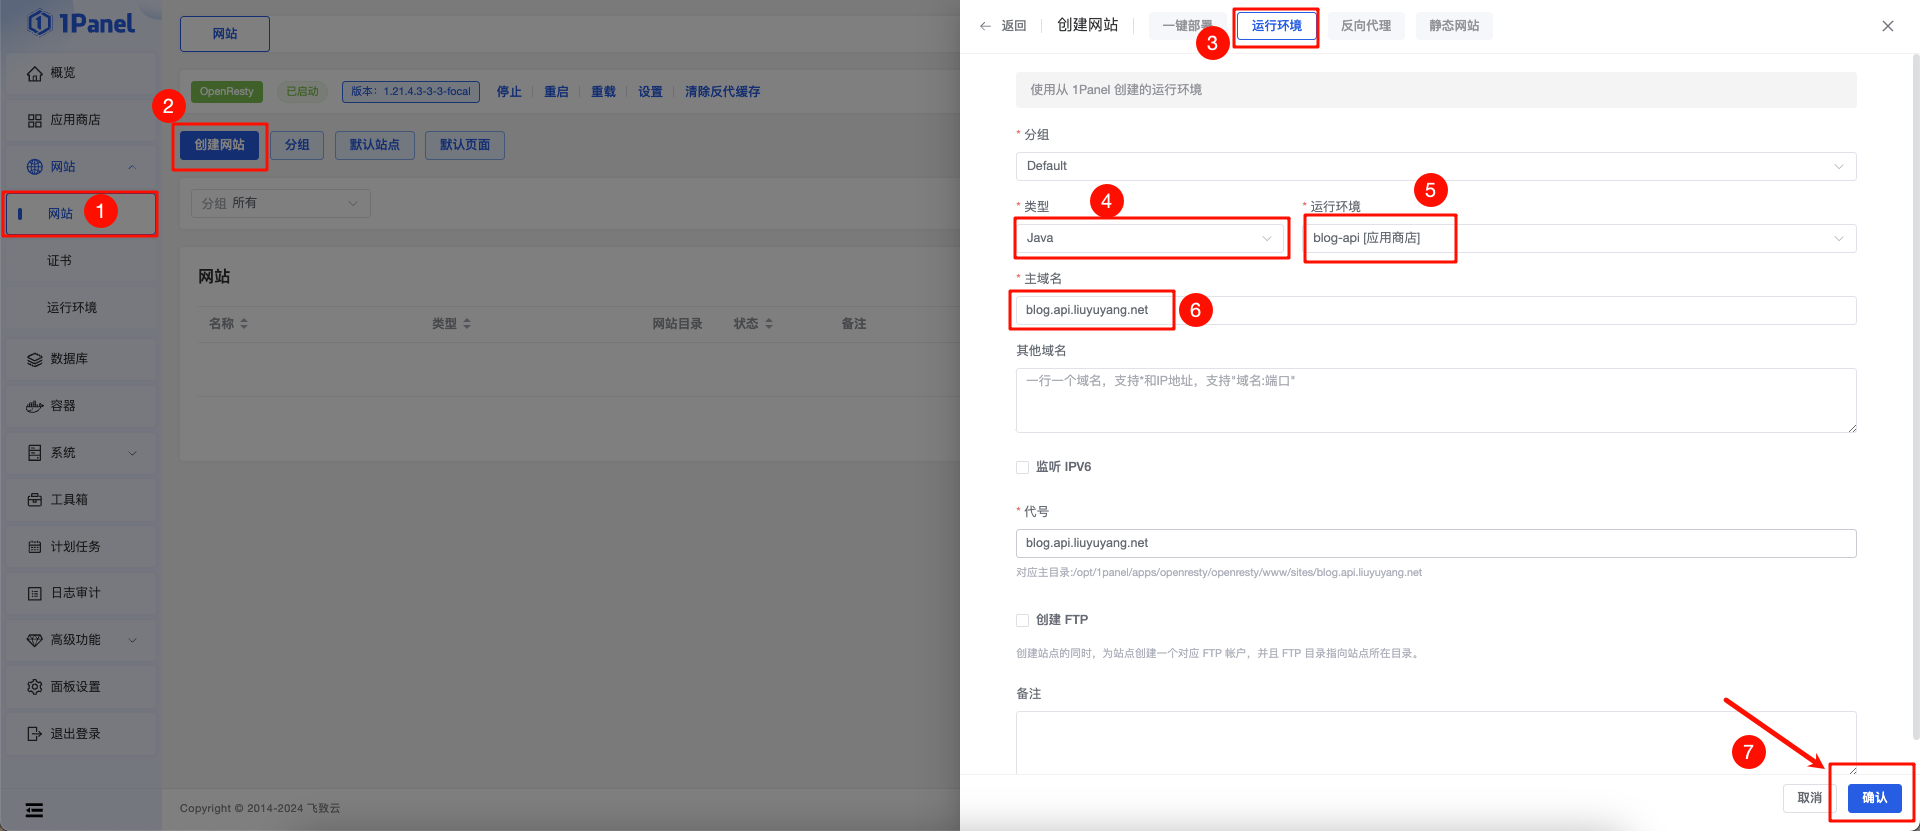 1Panel
概览
应用商店
网站
网站
1
证书
运行环境
数据库
容器
系统
工具箱
计划任务
日志审计
高级功能
面板设置
退出登录
网站
OpenResty
已启动
版本：1.21.4.3-3-3-focal
停止
重启
重载
设置
清除反代缓存
2
创建网站
分组
默认站点
默认页面
分组 所有
网站
名称
类型
网站目录
状态
备注
Copyright © 2014-2024 飞致云
返回
创建网站
一键部署
运行环境
反向代理
静态网站
3
使用从 1Panel 创建的运行环境
* 分组
Default
* 类型
4
* 运行环境
5
Java
blog-api [应用商店]
* 主域名
blog.api.liuyuyang.net
6
其他域名
一行一个域名，支持*和IP地址，支持"域名:端口"
监听 IPV6
* 代号
blog.api.liuyuyang.net
对应主目录:/opt/1panel/apps/openresty/openresty/www/sites/blog.api.liuyuyang.net
创建 FTP
创建站点的同时，为站点创建一个对应 FTP 帐户，并且 FTP 目录指向站点所在目录。
备注
7
取消
确认